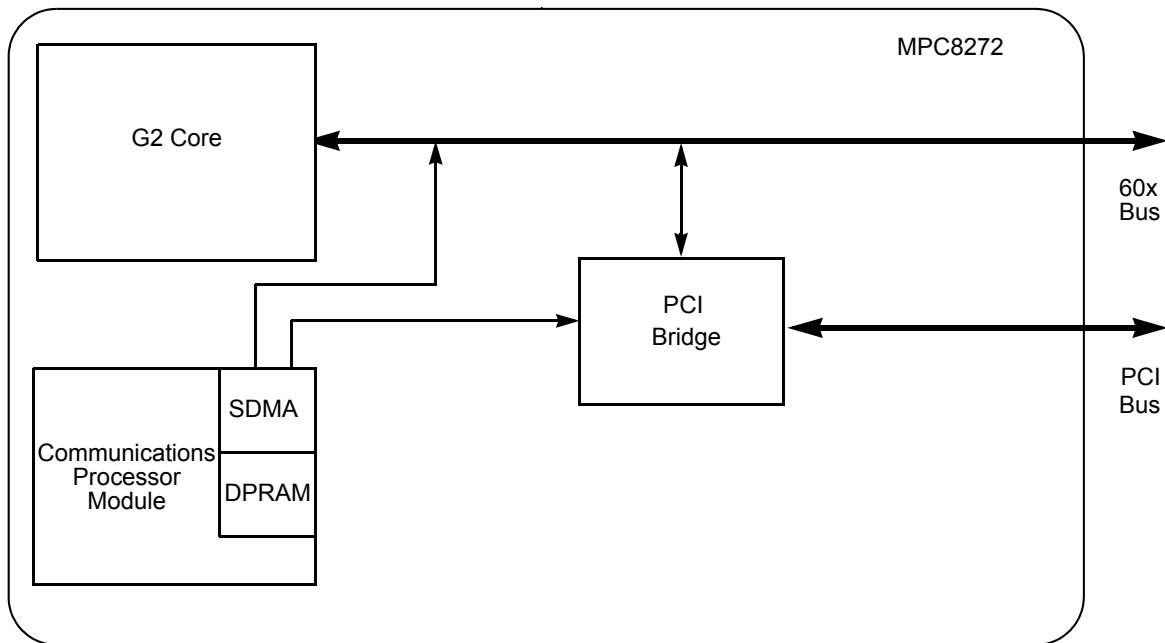 MPC8272
G2 Core
60x
Bus
PCI
Bridge
PCI
Bus
SDMA
Communications
Processor
Module
DPRAM